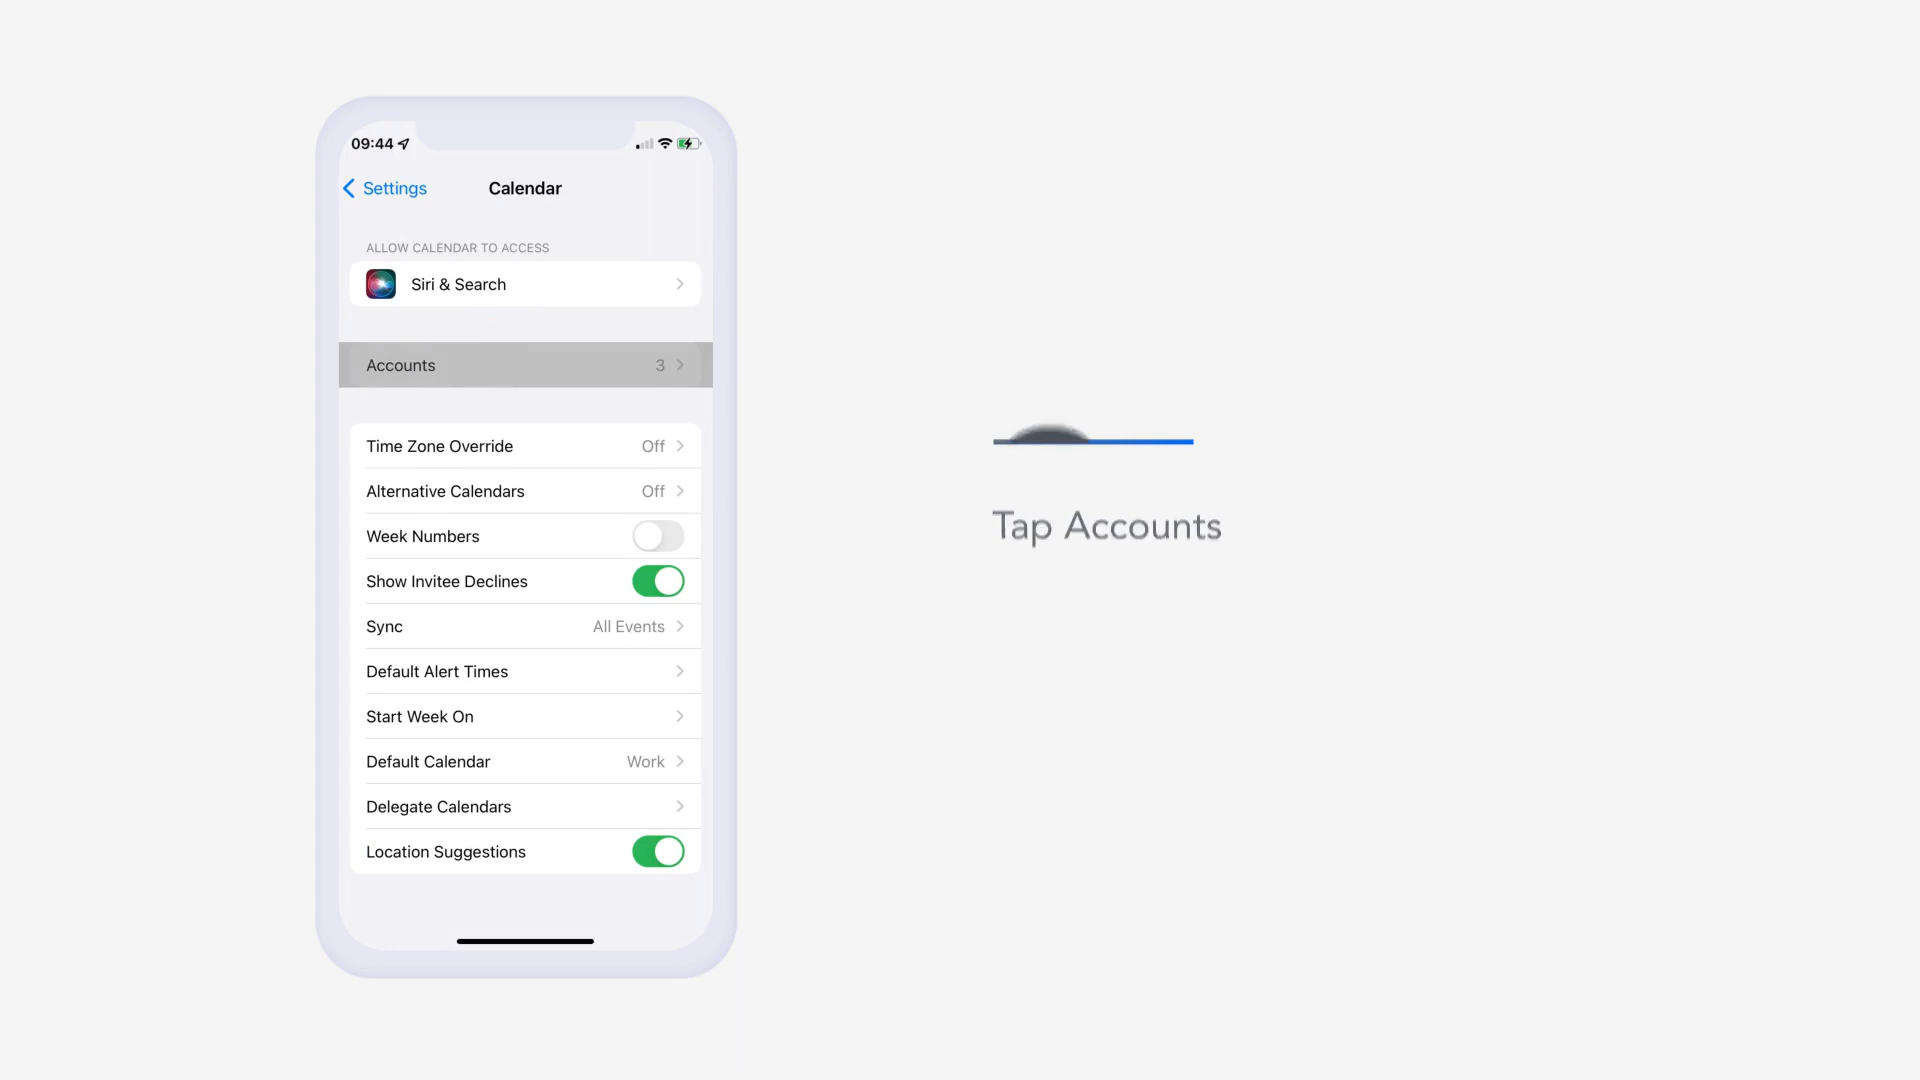 09:44
Settings
Calendar
ALLOW CALENDAR TO ACCESS
Siri & Search
Accounts 3
Time Zone Override Off
Alternative Calendars Off
Week Numbers
Show Invitee Declines
Sync All Events
Default Alert Times
Start Week On
Default Calendar Work
Delegate Calendars
Location Suggestions
Tap Accounts